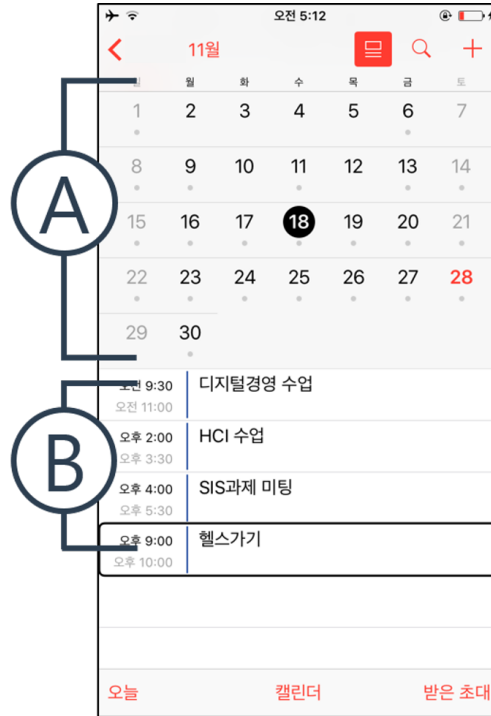 오전 5:12
11월
일 월 화 수 목 금 토
1 2 3 4 5 6 7
8 9 10 11 12 13 14
15 16 17 18 19 20 21
22 23 24 25 26 27 28
29 30
A
오전 9:30 디지털경영 수업
오전 11:00
오후 2:00 HCI 수업
오후 3:30
B
오후 4:00 SIS과제 미팅
오후 5:30
오후 9:00 헬스가기
오후 10:00
오늘 캘린더 받은 초대